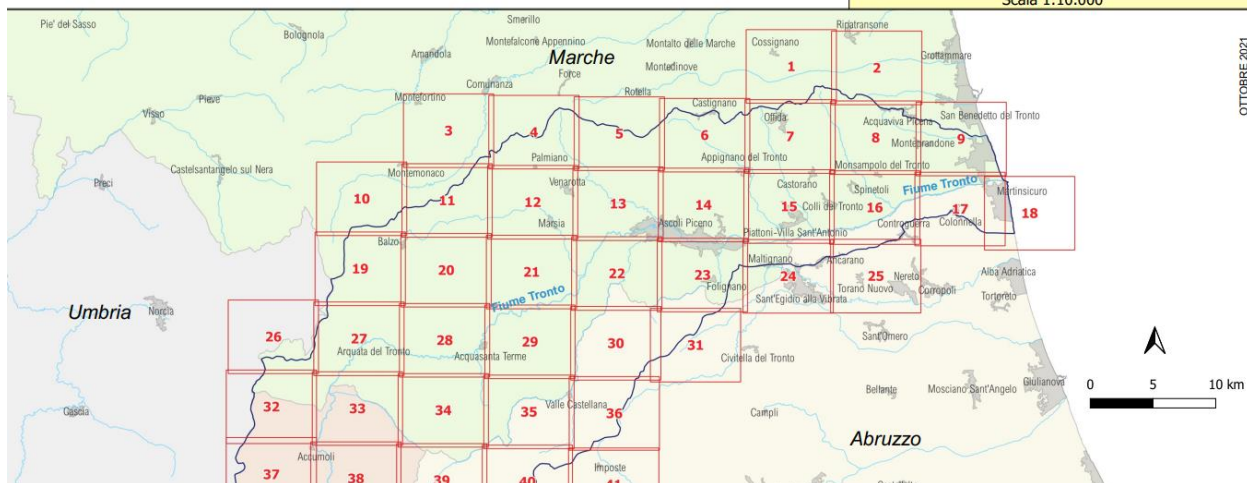 Scala 1:10.000
OTTOBRE 2021
Pie' del Sasso
Bolognola
Smerillo
Ripatransone
Amandola
Montefalcone Appennino
Montalto delle Marche
Cossignano
Marche
Grottammare
Force
Montedinove
1
2
Comunanza
Rotella
Montefortino
Castignano
Pieve
Visso
3
4
5
6
Offida
7
Acquaviva Picena
8
San Benedetto del Tronto
9
Monteprandone
Palmiano
Appignano del Tronto
Monsampolo del Tronto
Castelsantangelo sul Nera
Preci
Montemonaco
Venarotta
Castorano
Spinetoli
Fiume Tronto
Martinsicuro
10
11
12
13
14
15
Colli del Tronto
16
17
18
Marsia
Ascoli Piceno
Controguerra
Colonnella
Piattoni-Villa Sant'Antonio
Balzo
Maltignano
Ancarano
19
20
21
22
23
24
25
Nereto
Alba Adriatica
Folignano
Torano Nuovo
Corropoli
Fiume Tronto
Sant'Egidio alla Vibrata
Tortoreto
Umbria
Norcia
26
27
28
29
30
31
Sant'Omero
Arquata del Tronto
Acquasanta Terme
Civitella del Tronto
0 5 10 km
Bellante
Mosciano Sant'Angelo
Giulianova
Cascia
32
33
34
35
Valle Castellana
36
Campli
Abruzzo
Accumoli
37
38
39
40
Imposte
41